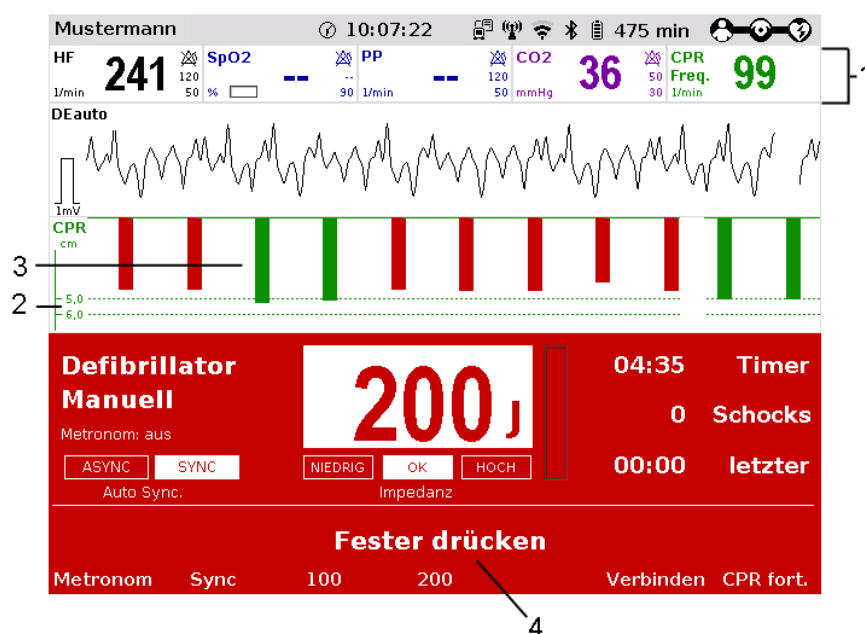 Mustermann 10:07:22 475 min
HF 241 120 50 1/min
SpO2 -- -- 90 %
PP -- 120 50 1/min
CO2 36 50 30 mmHg
CPR Freq. 99 1/min
1
DEauto
1mV
CPR
cm
3
2
5,0
6,0
Defibrillator
Manuell
Metronom: aus
ASYNC SYNC
Auto Sync.
200 J
NIEDRIG OK HOCH
Impedanz
04:35 Timer
0 Schocks
00:00 letzter
Fester drücken
Metronom Sync 100 200 Verbinden CPR fort.
4